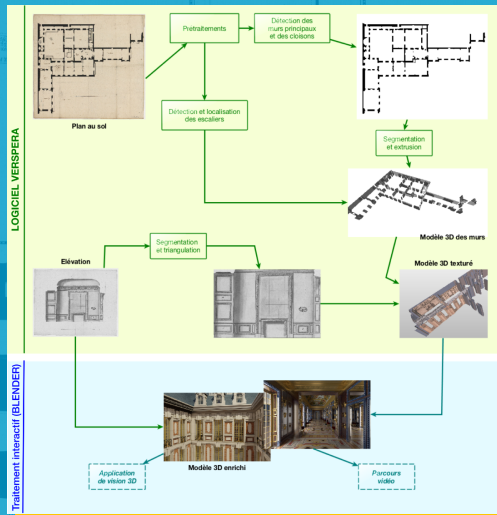 LOGICIEL VERSPERA
Prétraitements
Détection des
murs principaux
et des cloisons
Plan au sol
Détection et localisation
des escaliers
Segmentation
et extrusion
Modèle 3D des murs
Elévation
Segmentation
et triangulation
Modèle 3D texturé
Traitement interactif (BLENDER)
Modèle 3D enrichi
Application
de vision 3D
Parcours
vidéo